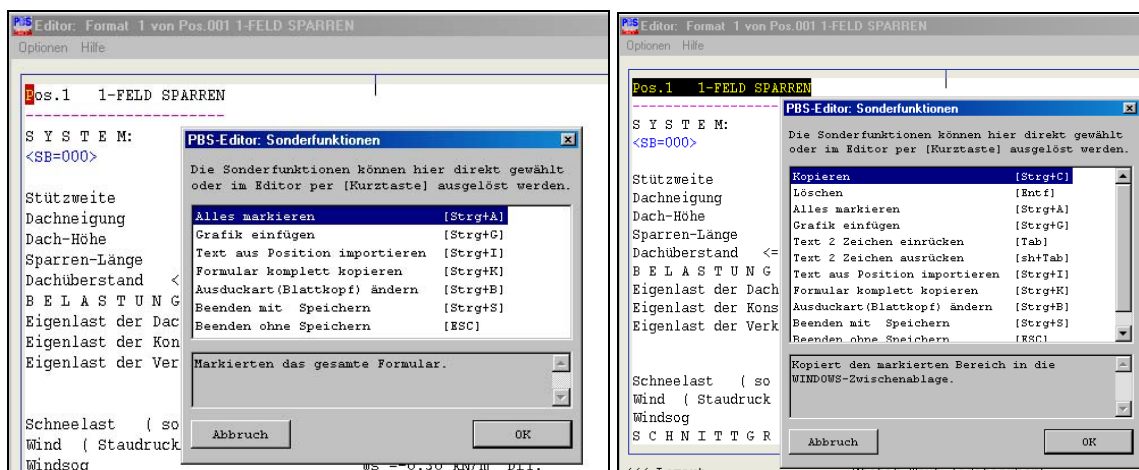 Editor: Format 1 von Pos.001 1-FELD SPARREN
Optionen Hilfe
Pos.1 1-FELD SPARREN
S Y S T E M:
<SB=000>
Stützweite
Dachneigung
Dach-Höhe
Sparren-Länge
Dachüberstand <
B E L A S T U N G
Eigenlast der Dac
Eigenlast der Kon
Eigenlast der Ver
Schneelast ( so
Wind ( Staudruck
Windsog
PBS-Editor: Sonderfunktionen
Die Sonderfunktionen können hier direkt gewählt
oder im Editor per [Kurztaste] ausgelöst werden.
Alles markieren [Strg+A]
Grafik einfügen [Strg+G]
Text aus Position importieren [Strg+I]
Formular komplett kopieren [Strg+K]
Ausduckart(Blattkopf) ändern [Strg+B]
Beenden mit Speichern [Strg+S]
Beenden ohne Speichern [ESC]
Markierten das gesamte Formular.
Abbruch OK
Editor: Format 1 von Pos.001 1-FELD SPARREN
Optionen Hilfe
Pos.1 1-FELD SPARREN
S Y S T E M:
<SB=000>
Stützweite
Dachneigung
Dach-Höhe
Sparren-Länge
Dachüberstand <=
B E L A S T U N G
Eigenlast der Dach
Eigenlast der Kons
Eigenlast der Verk
Schneelast ( so
Wind ( Staudruck
Windsog
S C H N I T T G R
PBS-Editor: Sonderfunktionen
Die Sonderfunktionen können hier direkt gewählt
oder im Editor per [Kurztaste] ausgelöst werden.
Kopieren [Strg+C]
Löschen [Entf]
Alles markieren [Strg+A]
Grafik einfügen [Strg+G]
Text 2 Zeichen einrücken [Tab]
Text 2 Zeichen ausrücken [sh+Tab]
Text aus Position importieren [Strg+I]
Formular komplett kopieren [Strg+K]
Ausduckart(Blattkopf) ändern [Strg+B]
Beenden mit Speichern [Strg+S]
Beenden ohne Speichern [ESC]
Kopiert den markierten Bereich in die
WINDOWS-Zwischenablage.
Abbruch OK